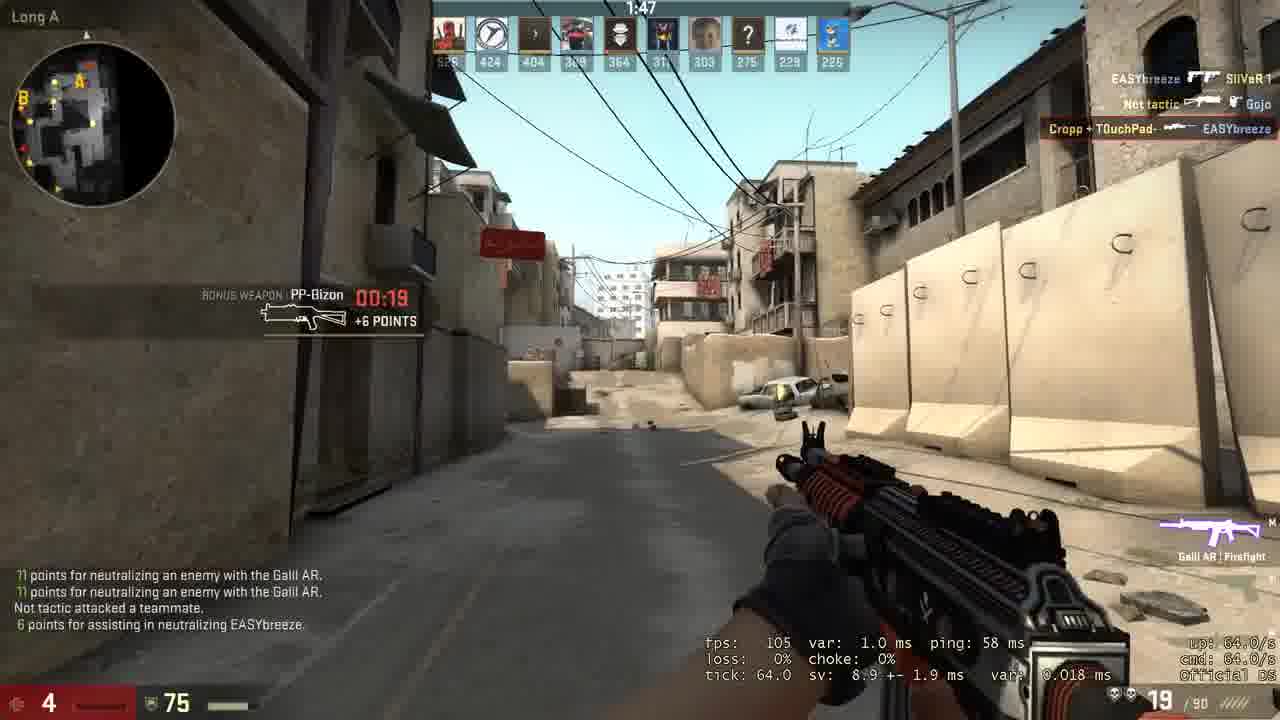 Long A
1:47
424 404 364 303 275 229 225
A
B
EASYbreeze SIIVeR 1
Not tactic Gojo
Cropp + T0uchPad- EASYbreeze
BONUS WEAPON PP-Bizon 00:19
+6 POINTS
Galil AR | Firefight
11 points for neutralizing an enemy with the Galil AR.
11 points for neutralizing an enemy with the Galil AR.
Not tactic attacked a teammate.
6 points for assisting in neutralizing EASYbreeze.
fps: 105 var: 1.0 ms ping: 58 ms up: 64.0/s
loss: 0% choke: 0% cmd: 64.0/s
tick: 64.0 sv: 8.9 +- 1.9 ms var: 0.018 ms Official DS
4 75 19 / 90